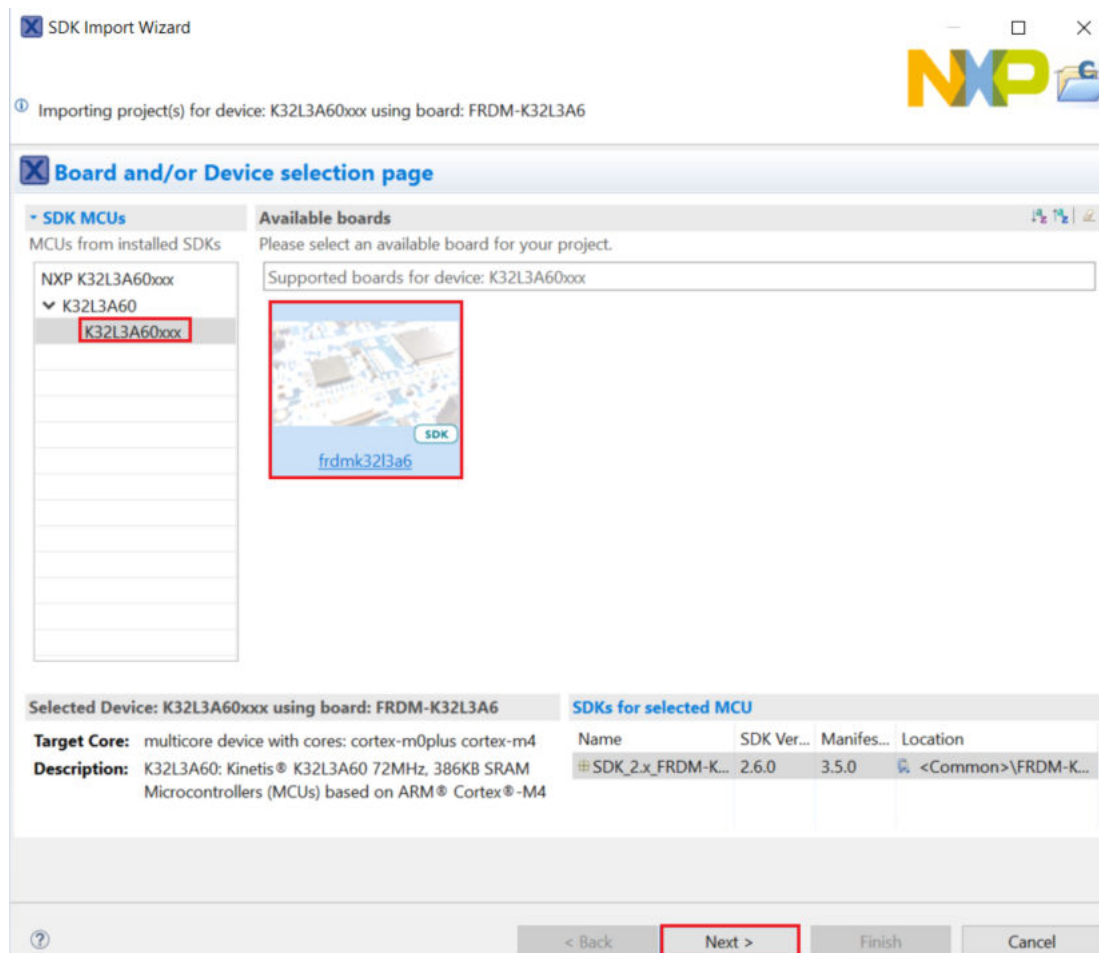 SDK Import Wizard
NXP
Importing project(s) for device: K32L3A60xxx using board: FRDM-K32L3A6
Board and/or Device selection page
SDK MCUs
MCUs from installed SDKs
NXP K32L3A60xxx
K32L3A60
K32L3A60xxx
Available boards
Please select an available board for your project.
Supported boards for device: K32L3A60xxx
SDK
frdmk32l3a6
Selected Device: K32L3A60xxx using board: FRDM-K32L3A6
Target Core: multicore device with cores: cortex-m0plus cortex-m4
Description: K32L3A60: Kinetis® K32L3A60 72MHz, 386KB SRAM
Microcontrollers (MCUs) based on ARM® Cortex®-M4
SDKs for selected MCU
Name SDK Ver... Manifes... Location
SDK_2.x_FRDM-K... 2.6.0 3.5.0 <Common>\FRDM-K...
? < Back Next > Finish Cancel